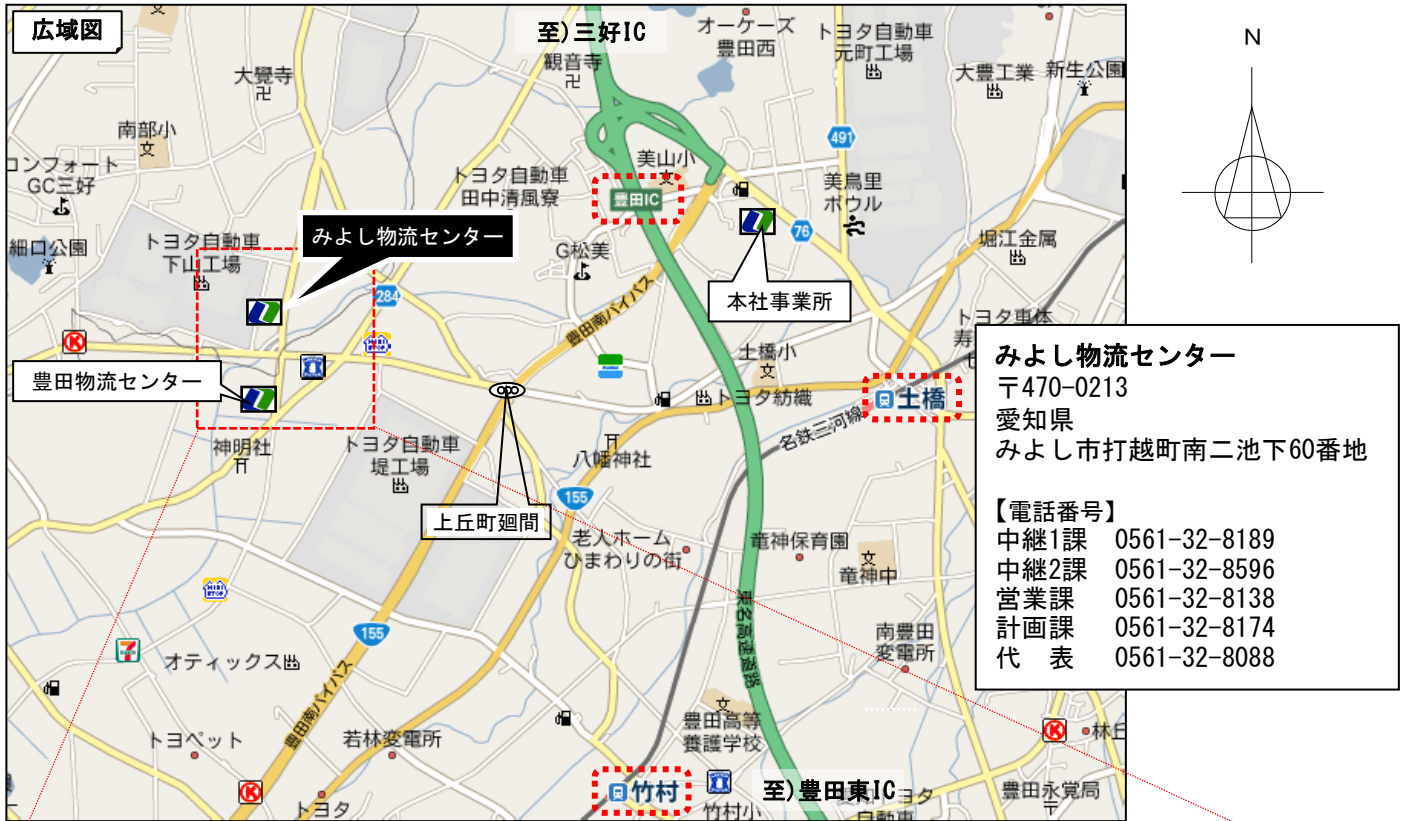 広域図
至)三好IC
オーケーズ
豊田西
トヨタ自動車
元町工場
大豊工業
新生公園
N
大覺寺
観音寺
南部小
文
491
コンフォート
GC三好
トヨタ自動車
田中清風寮
美山小
文
豊田IC
美鳥里
ボウル
みよし物流センター
細口公園
トヨタ自動車
下山工場
G松美
76
堀江金属
284
本社事業所
豊田南バイパス
トヨタ車体
寿
K
豊田物流センター
土橋小
文
トヨタ紡織
土橋
名鉄三河線
神明社
トヨタ自動車
堤工場
八幡神社
上丘町廻間
155
老人ホーム
ひまわりの街
竜神保育園
文
竜神中
東名高速道路
155
オティックス
南豊田
変電所
豊田南バイパス
トヨペット
若林変電所
文
豊田高等
養護学校
K
林丘
K
トヨタ
竹村
竹村小
至)豊田東IC
ヨタ
自動車
豊田永覚局
みよし物流センター
〒470-0213
愛知県
みよし市打越町南二池下60番地
【電話番号】
中継1課 0561-32-8189
中継2課 0561-32-8596
営業課 0561-32-8138
計画課 0561-32-8174
代 表 0561-32-8088